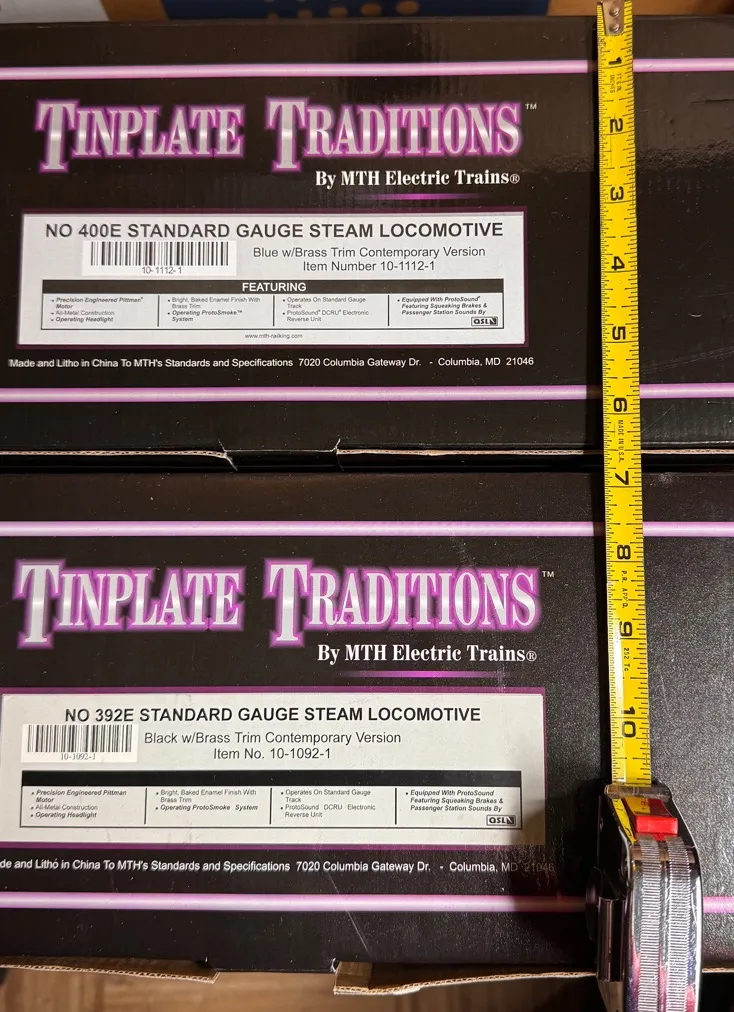 TINPLATE TRADITIONS™
By MTH Electric Trains®
NO 400E STANDARD GAUGE STEAM LOCOMOTIVE
10-1112-1
Blue w/Brass Trim Contemporary Version
Item Number 10-1112-1
FEATURING
• Precision Engineered Pittman®
Motor
• All-Metal Construction
• Operating Headlight
• Bright, Baked Enamel Finish With
Brass Trim
• Operating ProtoSmoke™
System
• Operates On Standard Gauge
Track
• ProtoSound® DCRU® Electronic
Reverse Unit
• Equipped With ProtoSound®
Featuring Squeaking Brakes &
Passenger Station Sounds By
QSI
www.mth-railking.com
Made and Litho in China To MTH's Standards and Specifications 7020 Columbia Gateway Dr. - Columbia, MD 21046
TINPLATE TRADITIONS™
By MTH Electric Trains®
NO 392E STANDARD GAUGE STEAM LOCOMOTIVE
10-1092-1
Black w/Brass Trim Contemporary Version
Item No. 10-1092-1
• Precision Engineered Pittman
Motor
• All-Metal Construction
• Operating Headlight
• Bright, Baked Enamel Finish With
Brass Trim
• Operating ProtoSmoke System
• Operates On Standard Gauge
Track
• ProtoSound DCRU Electronic
Reverse Unit
• Equipped With ProtoSound
Featuring Squeaking Brakes &
Passenger Station Sounds By
QSI
de and Litho in China To MTH's Standards and Specifications 7020 Columbia Gateway Dr. - Columbia, MD 21046
1
INCHES
2
3
4
5
6
MADE IN U.S.A.
7
8
9
10